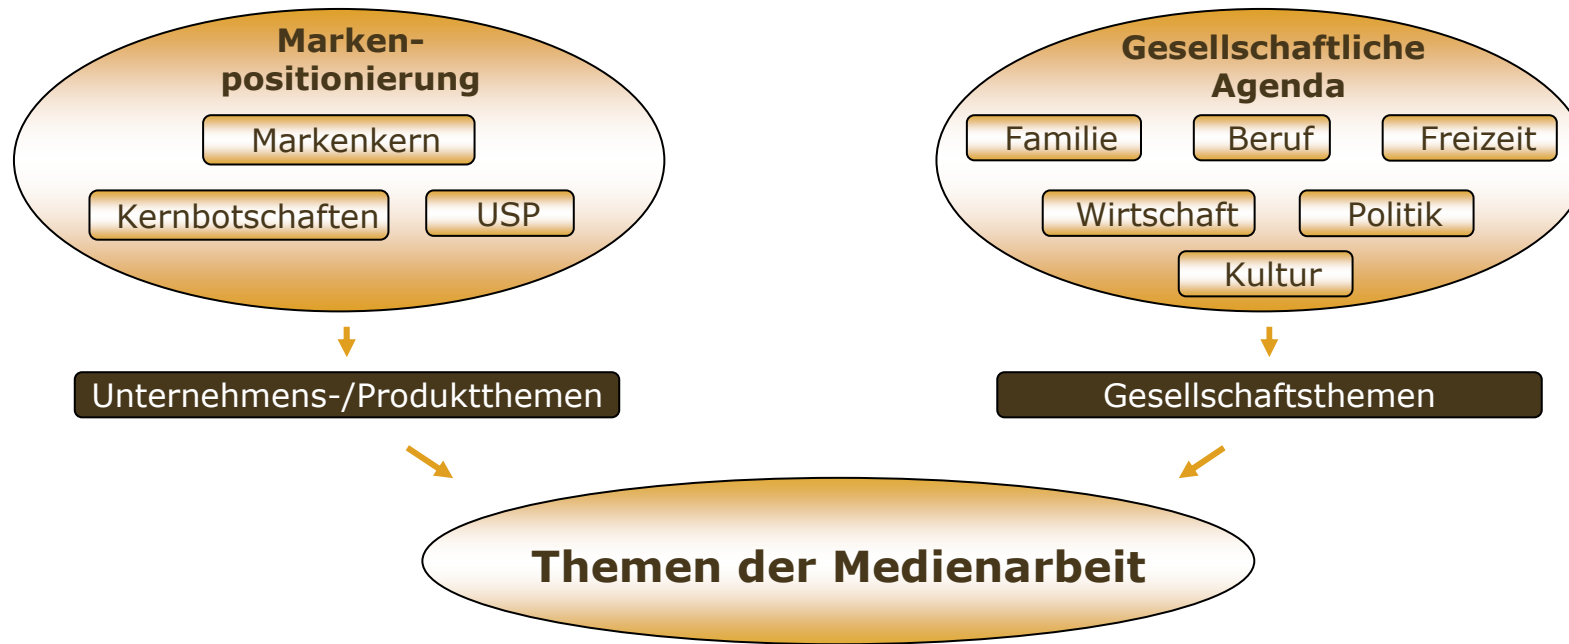 Marken-
positionierung
Markenkern
Kernbotschaften
USP
Gesellschaftliche
Agenda
Familie
Beruf
Freizeit
Wirtschaft
Politik
Kultur
Unternehmens-/Produktthemen
Gesellschaftsthemen
Themen der Medienarbeit